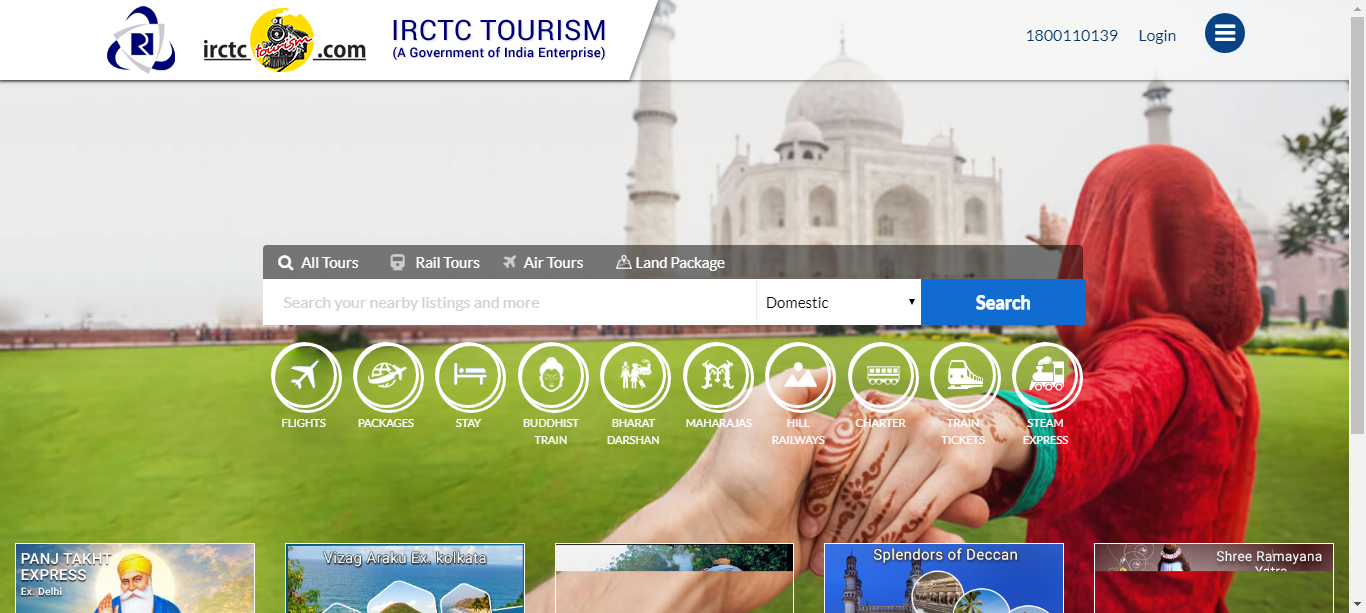 irctc tourism .com
IRCTC TOURISM
(A Government of India Enterprise)
1800110139 Login
All Tours Rail Tours Air Tours Land Package
Search your nearby listings and more Domestic Search
FLIGHTS
PACKAGES
STAY
BUDDHIST
TRAIN
BHARAT
DARSHAN
MAHARAJAS
HILL
RAILWAYS
CHARTER
TRAIN
TICKETS
STEAM
EXPRESS
PANJ TAKHT
EXPRESS
Ex. Delhi
Vizag Araku Ex. kolkata
Splendors of Deccan
Shree Ramayana
Yatra